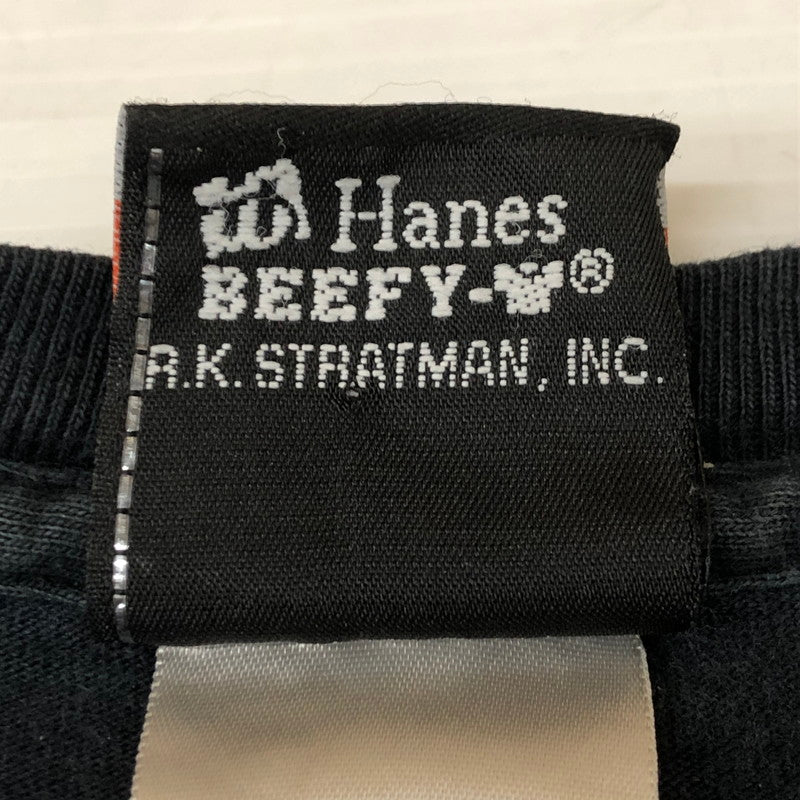 Hanes
BEEFY-®
R.K. STRATMAN, INC.